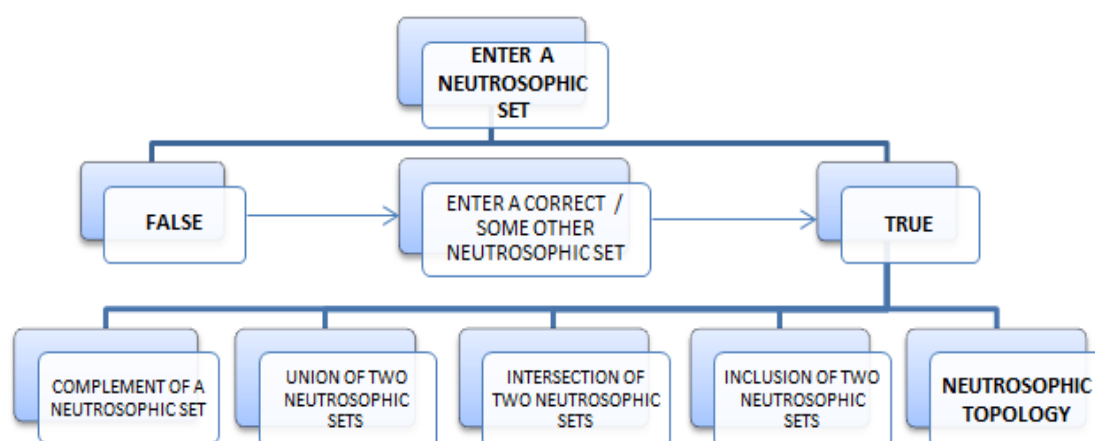 ENTER A
NEUTROSOPHIC
SET
FALSE
ENTER A CORRECT /
SOME OTHER
NEUTROSOPHIC SET
TRUE
COMPLEMENT OF A
NEUTROSOPHIC SET
UNION OF TWO
NEUTROSOPHIC
SETS
INTERSECTION OF
TWO NEUTROSOPHIC
SETS
INCLUSION OF TWO
NEUTROSOPHIC
SETS
NEUTROSOPHIC
TOPOLOGY